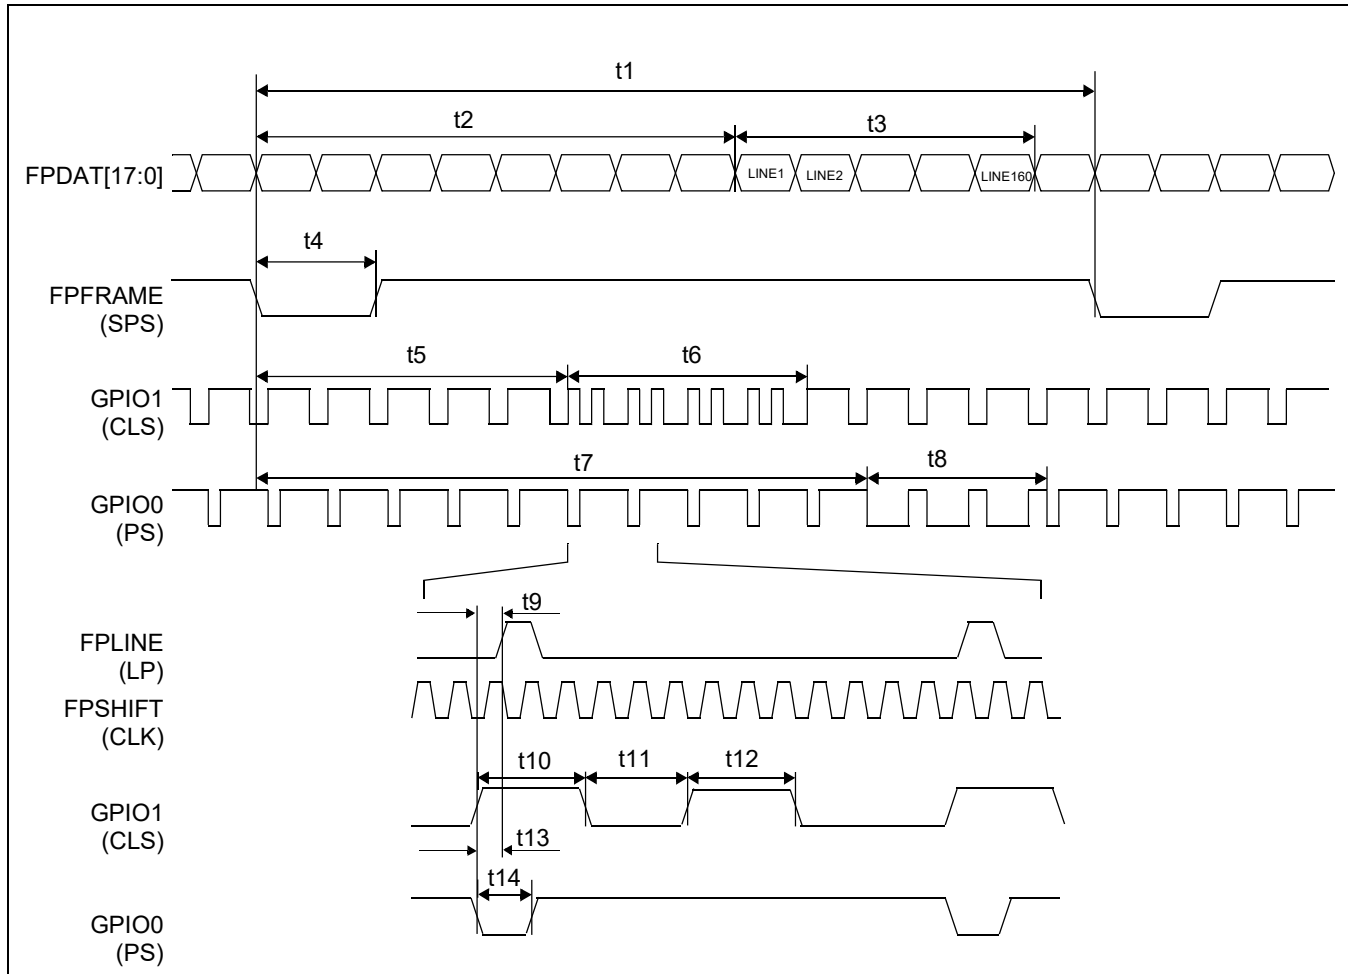 t1
t2
t3
FPDAT[17:0]
LINE1
LINE2
LINE160
t4
FPFRAME
(SPS)
t5
t6
GPIO1
(CLS)
t7
t8
GPIO0
(PS)
t9
FPLINE
(LP)
FPSHIFT
(CLK)
t10
t11
t12
GPIO1
(CLS)
t13
t14
GPIO0
(PS)